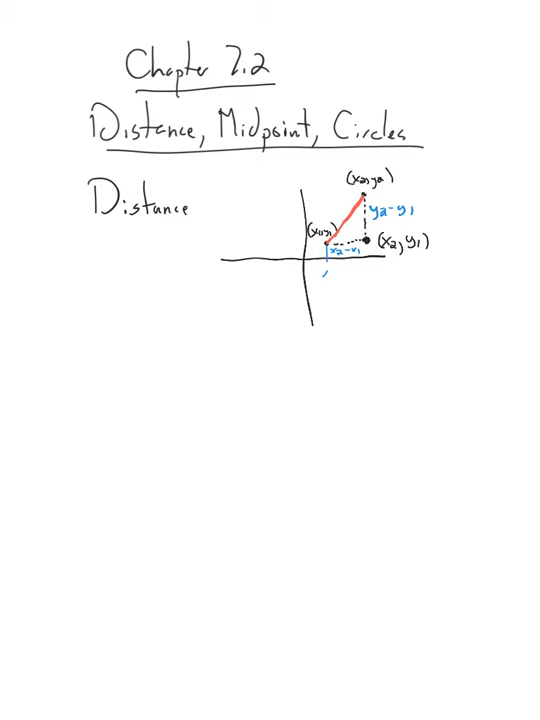 Chapter 7.2
Distance, Midpoint, Circles
Distance
(x2, y2)
y2 - y1
(x1, y1)
(x2, y1)
x2 - x1